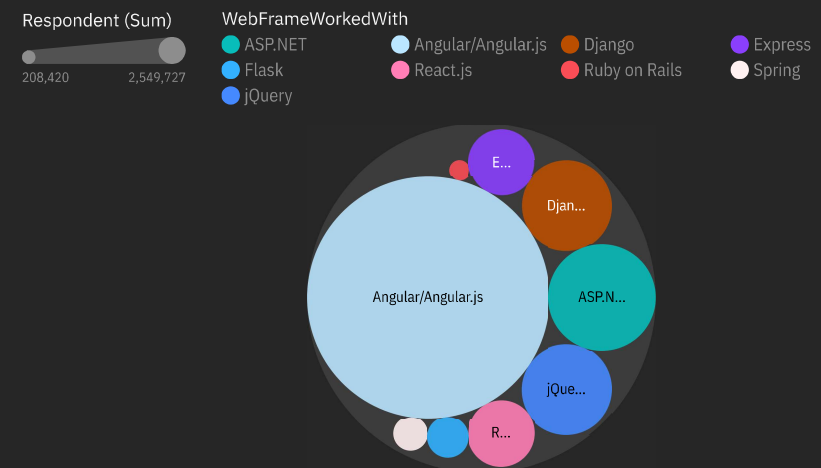 Respondent (Sum)
208,420 2,549,727
WebFrameWorkedWith
ASP.NET Angular/Angular.js Django Express
Flask React.js Ruby on Rails Spring
jQuery
E...
Djan...
Angular/Angular.js ASP.N...
jQue...
R...